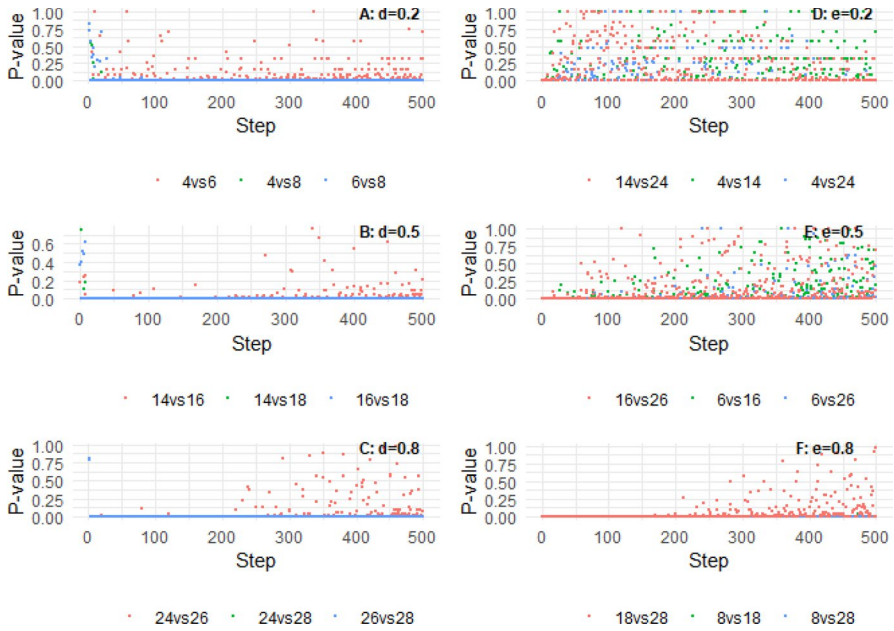 A: d=0.2
P-value
1.00
0.75
0.50
0.25
0.00
0 100 200 300 400 500
Step
4vs6 4vs8 6vs8
D: e=0.2
P-value
1.00
0.75
0.50
0.25
0.00
0 100 200 300 400 500
Step
14vs24 4vs14 4vs24
B: d=0.5
P-value
0.6
0.4
0.2
0.0
0 100 200 300 400 500
Step
14vs16 14vs18 16vs18
E: e=0.5
P-value
1.00
0.75
0.50
0.25
0.00
0 100 200 300 400 500
Step
16vs26 6vs16 6vs26
C: d=0.8
P-value
1.00
0.75
0.50
0.25
0.00
0 100 200 300 400 500
Step
24vs26 24vs28 26vs28
F: e=0.8
P-value
1.00
0.75
0.50
0.25
0.00
0 100 200 300 400 500
Step
18vs28 8vs18 8vs28